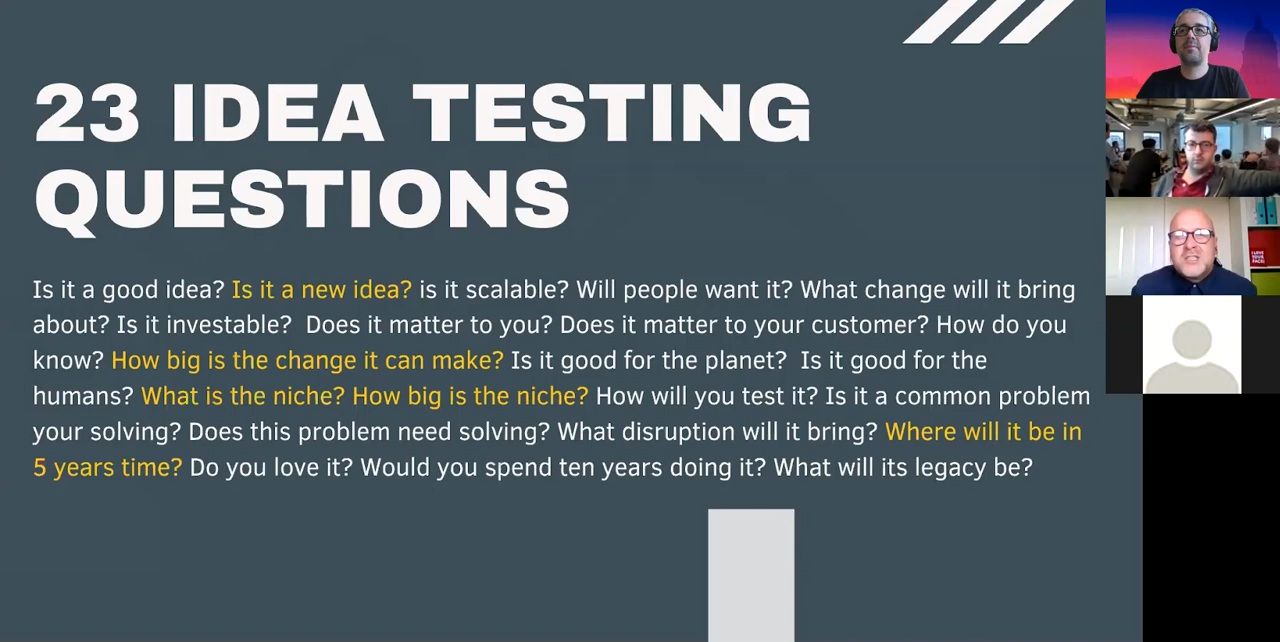 23 IDEA TESTING
QUESTIONS
Is it a good idea? Is it a new idea? is it scalable? Will people want it? What change will it bring
about? Is it investable? Does it matter to you? Does it matter to your customer? How do you
know? How big is the change it can make? Is it good for the planet? Is it good for the
humans? What is the niche? How big is the niche? How will you test it? Is it a common problem
your solving? Does this problem need solving? What disruption will it bring? Where will it be in
5 years time? Do you love it? Would you spend ten years doing it? What will its legacy be?